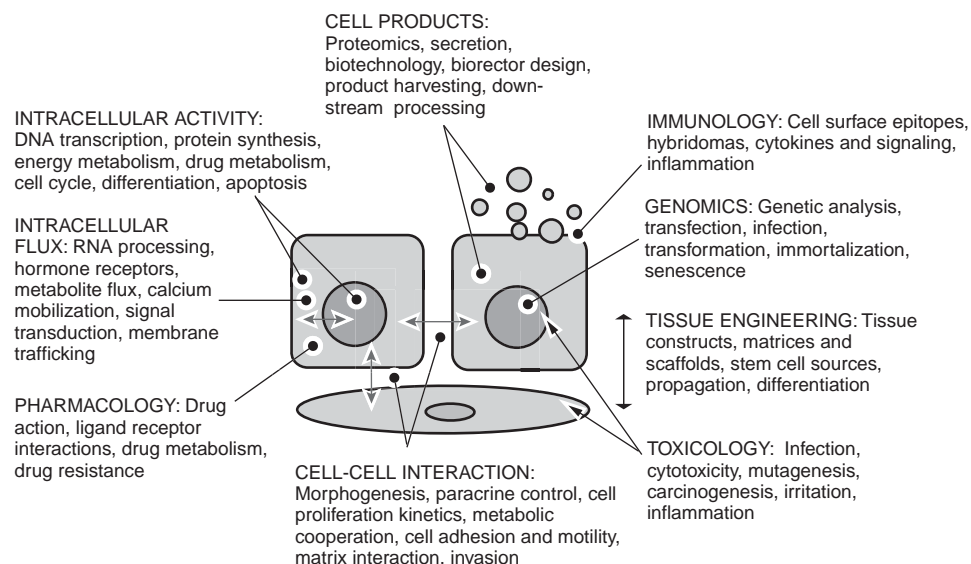 CELL PRODUCTS:
Proteomics, secretion,
biotechnology, biorector design,
product harvesting, down-
stream processing
INTRACELLULAR ACTIVITY:
DNA transcription, protein synthesis,
energy metabolism, drug metabolism,
cell cycle, differentiation, apoptosis
IMMUNOLOGY: Cell surface epitopes,
hybridomas, cytokines and signaling,
inflammation
INTRACELLULAR
FLUX: RNA processing,
hormone receptors,
metabolite flux, calcium
mobilization, signal
transduction, membrane
trafficking
GENOMICS: Genetic analysis,
transfection, infection,
transformation, immortalization,
senescence
TISSUE ENGINEERING: Tissue
constructs, matrices and
scaffolds, stem cell sources,
propagation, differentiation
PHARMACOLOGY: Drug
action, ligand receptor
interactions, drug metabolism,
drug resistance
CELL-CELL INTERACTION:
Morphogenesis, paracrine control, cell
proliferation kinetics, metabolic
cooperation, cell adhesion and motility,
matrix interaction, invasion
TOXICOLOGY: Infection,
cytotoxicity, mutagenesis,
carcinogenesis, irritation,
inflammation